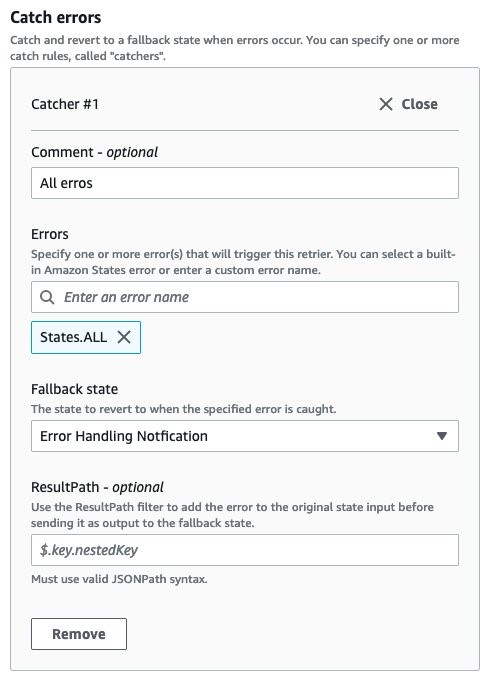 Catch errors
Catch and revert to a fallback state when errors occur. You can specify one or more
catch rules, called "catchers".
Catcher #1
Close
Comment - optional
All erros
Errors
Specify one or more error(s) that will trigger this retrier. You can select a built-
in Amazon States error or enter a custom error name.
Enter an error name
States.ALL
Fallback state
The state to revert to when the specified error is caught.
Error Handling Notfication
ResultPath - optional
Use the ResultPath filter to add the error to the original state input before
sending it as output to the fallback state.
$.key.nestedKey
Must use valid JSONPath syntax.
Remove